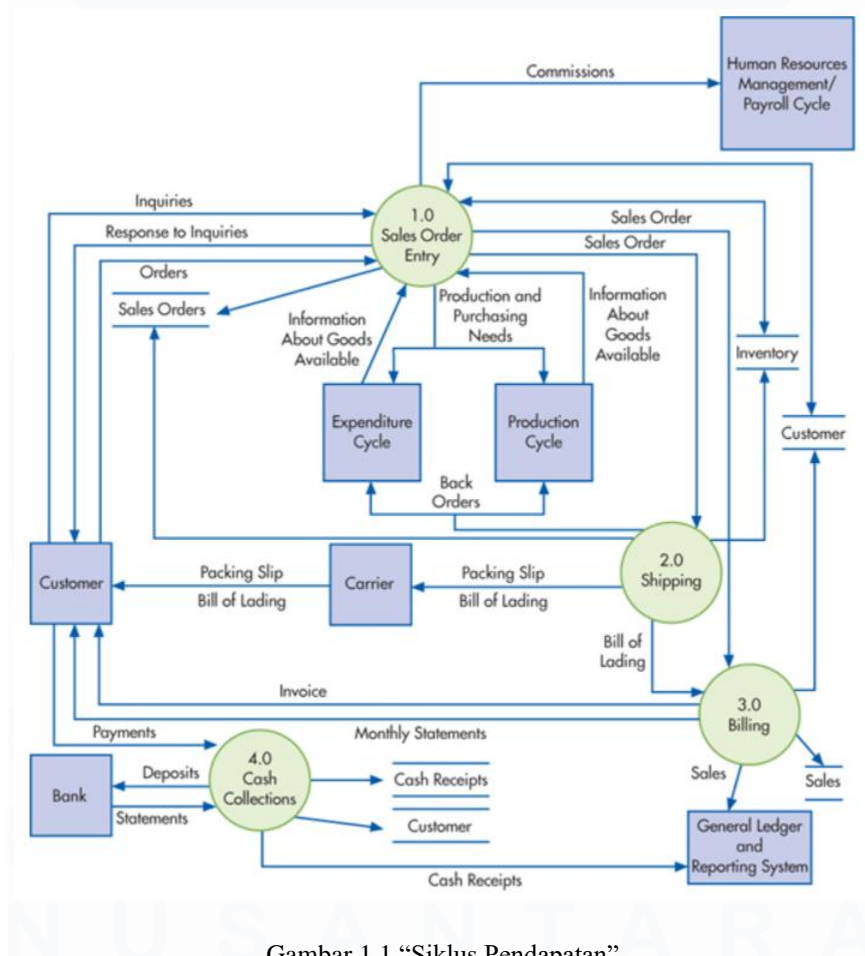 Commissions
Human Resources
Management/
Payroll Cycle
Inquiries
1.0
Sales Order
Entry
Sales Order
Response to Inquiries
Sales Order
Orders
Sales Orders
Information
About Goods
Available
Production and
Purchasing
Needs
Information
About
Goods
Available
Inventory
Expenditure
Cycle
Production
Cycle
Customer
Back
Orders
2.0
Shipping
Customer
Packing Slip
Bill of Lading
Carrier
Packing Slip
Bill of Lading
Bill of
Lading
Invoice
3.0
Billing
Payments
Monthly Statements
4.0
Cash
Collections
Bank
Deposits
Statements
Cash Receipts
Customer
Sales
Sales
General Ledger
and
Reporting System
Cash Receipts
NUSANTARA
Gambar 1.1 “Siklus Pendapatan”